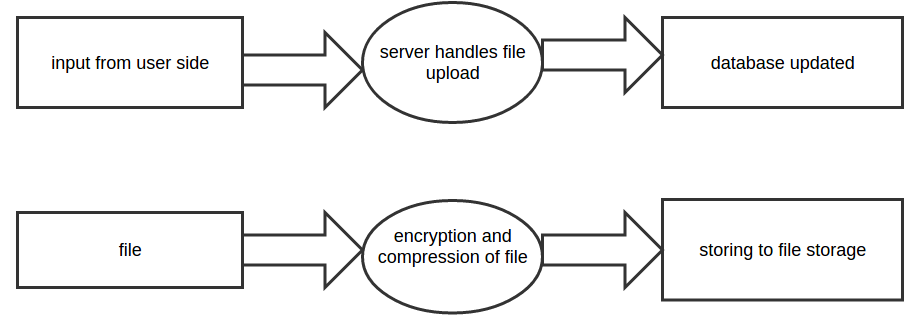 input from user side
server handles file
upload
database updated
file
encryption and
compression of file
storing to file storage